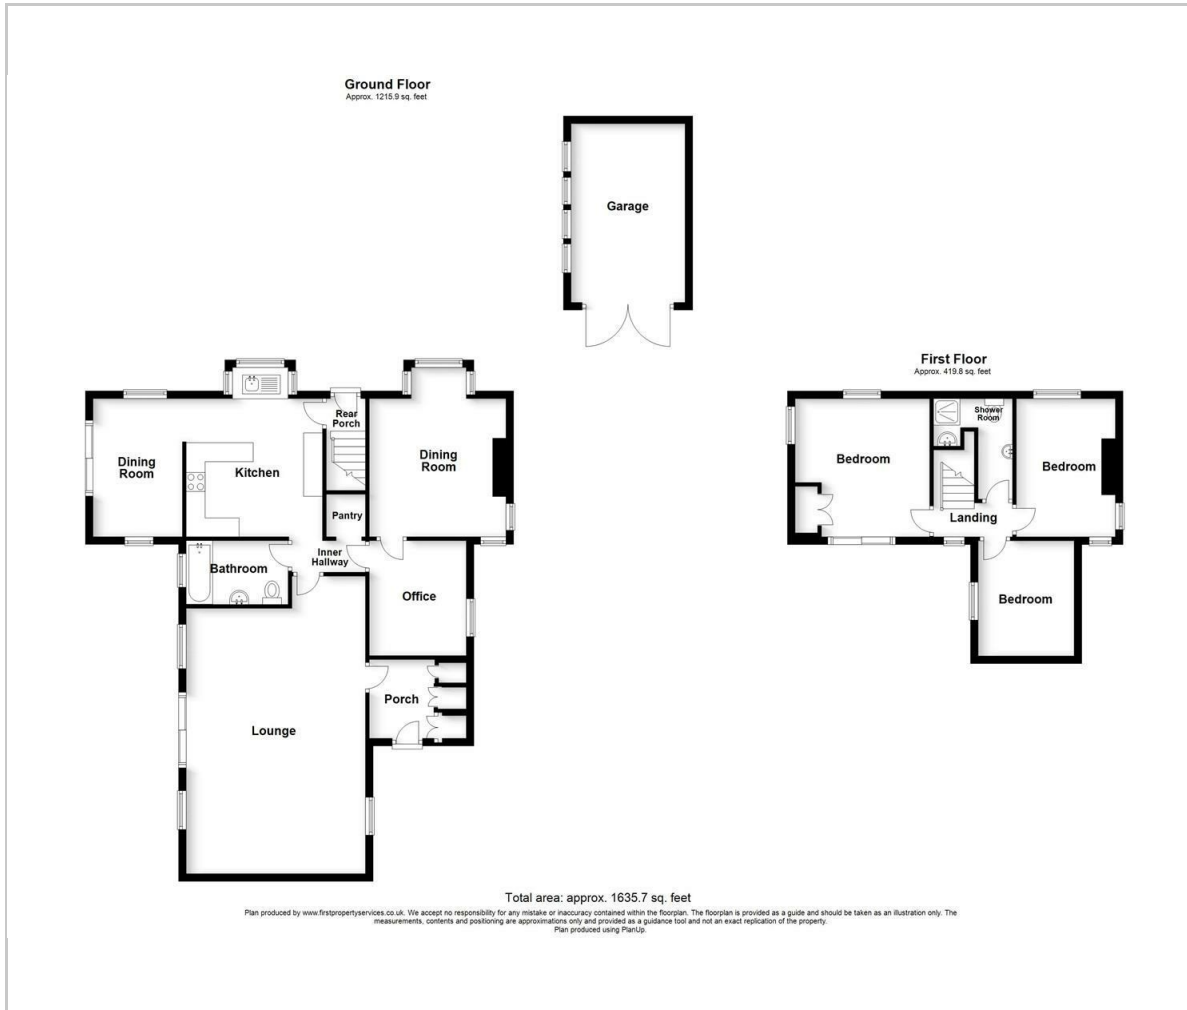 Ground Floor
Approx. 1215.9 sq. feet
Garage
First Floor
Approx. 419.8 sq. feet
Rear
Porch
Dining
Room
Kitchen
Dining
Room
Pantry
Inner
Hallway
Bathroom
Office
Porch
Lounge
Shower
Room
Bedroom
Bedroom
Landing
Bedroom
Total area: approx. 1635.7 sq. feet
Plan produced by www.firstpropertyservices.co.uk. We accept no responsibility for any mistake or inaccuracy contained within the floorplan. The floorplan is provided as a guide and should be taken as an illustration only. The
measurements, contents and positioning are approximations only and provided as a guidance tool and not an exact replication of the property.
Plan produced using PlanUp.